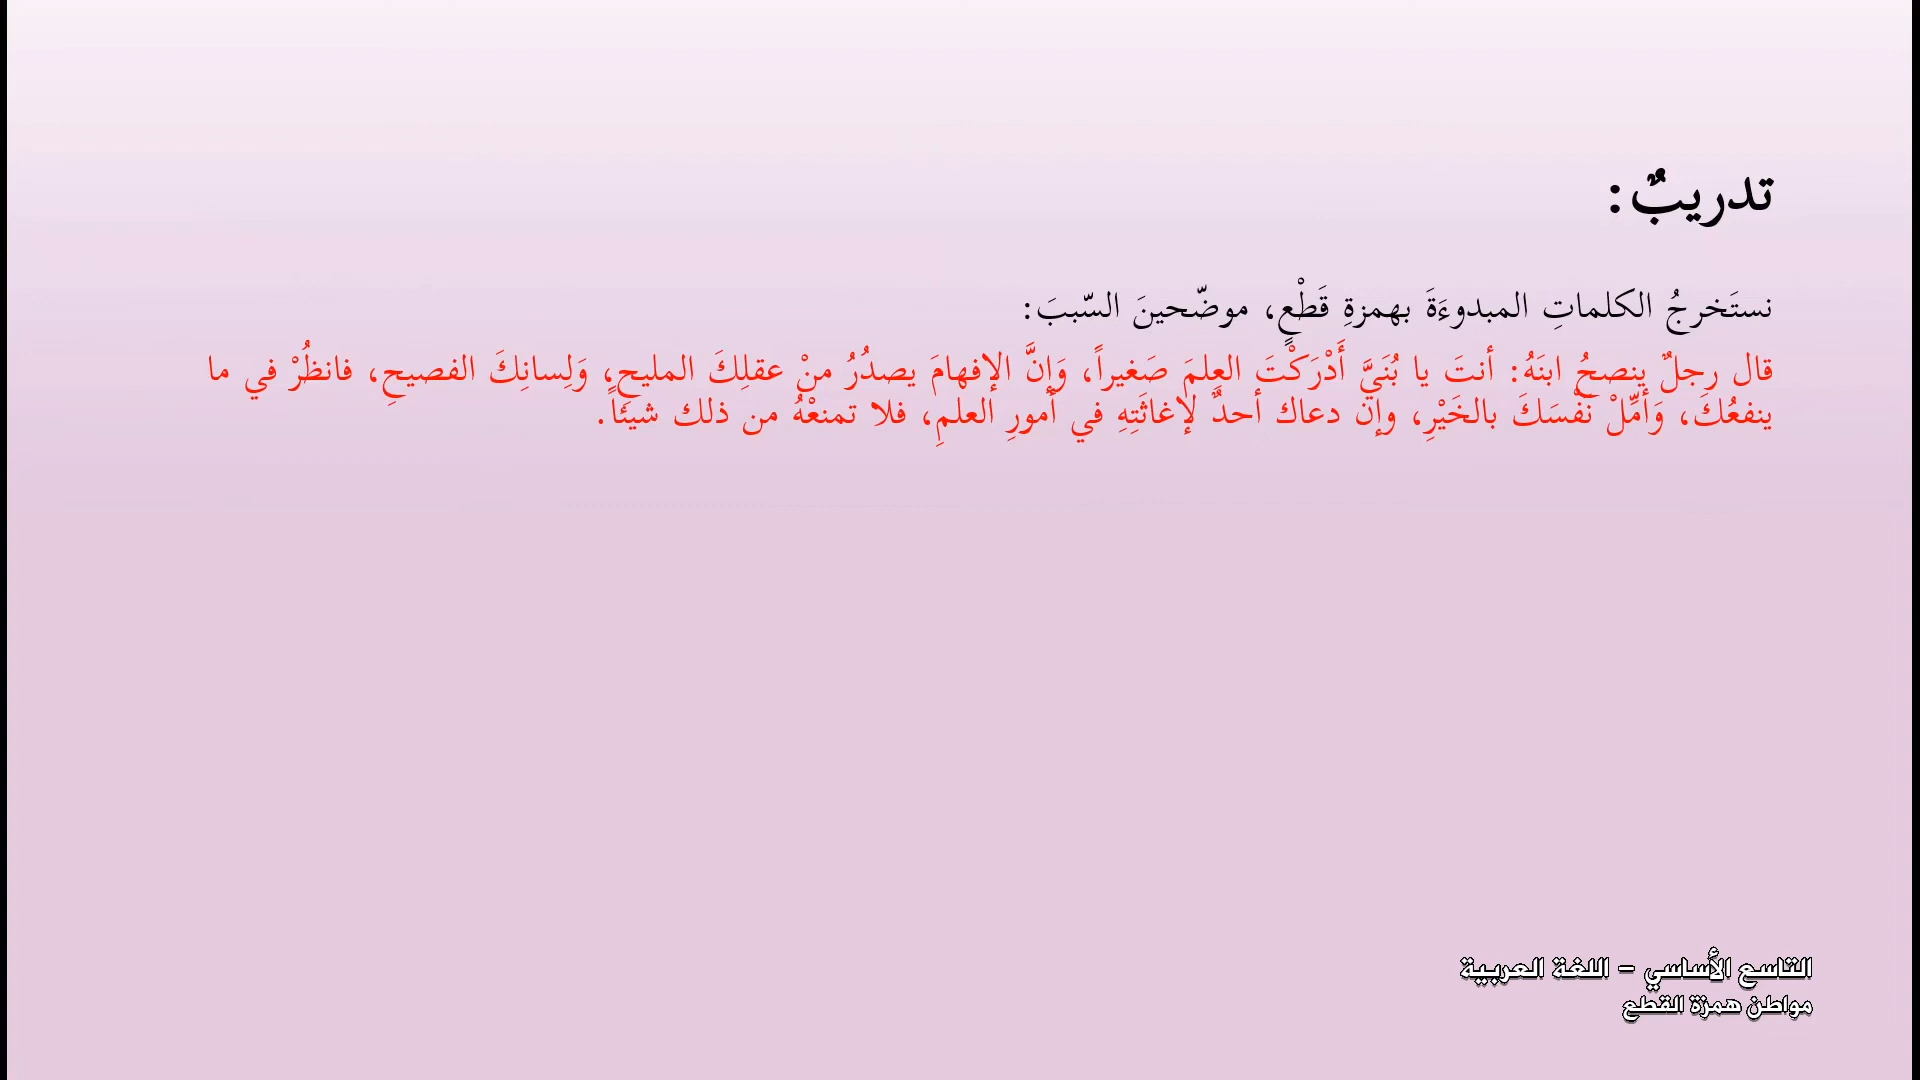 تدريبٌ:
نستَخرجُ الكلماتِ المبدوءَةَ بهمزةِ قَطْعٍ، موضّحينَ السّببَ:
قال رجلٌ ينصحُ ابنَهُ: أنتَ يا بُنَيَّ أَدْرَكْتَ العِلمَ صَغيراً، وَإنَّ الإفهامَ يصدُرُ منْ عقلِكَ المليحِ، وَلِسانِكَ الفصيحِ، فانظُرْ في ما
ينفعُكَ، وَأمِّلْ نَفْسَكَ بالخَيْرِ، وإن دعاك أحدٌ لإغاثَتِهِ في أمورِ العلمِ، فلا تمنعْهُ من ذلك شيئاً.
التاسع الأساسي – اللغة العربية
مواطن همزة القطع